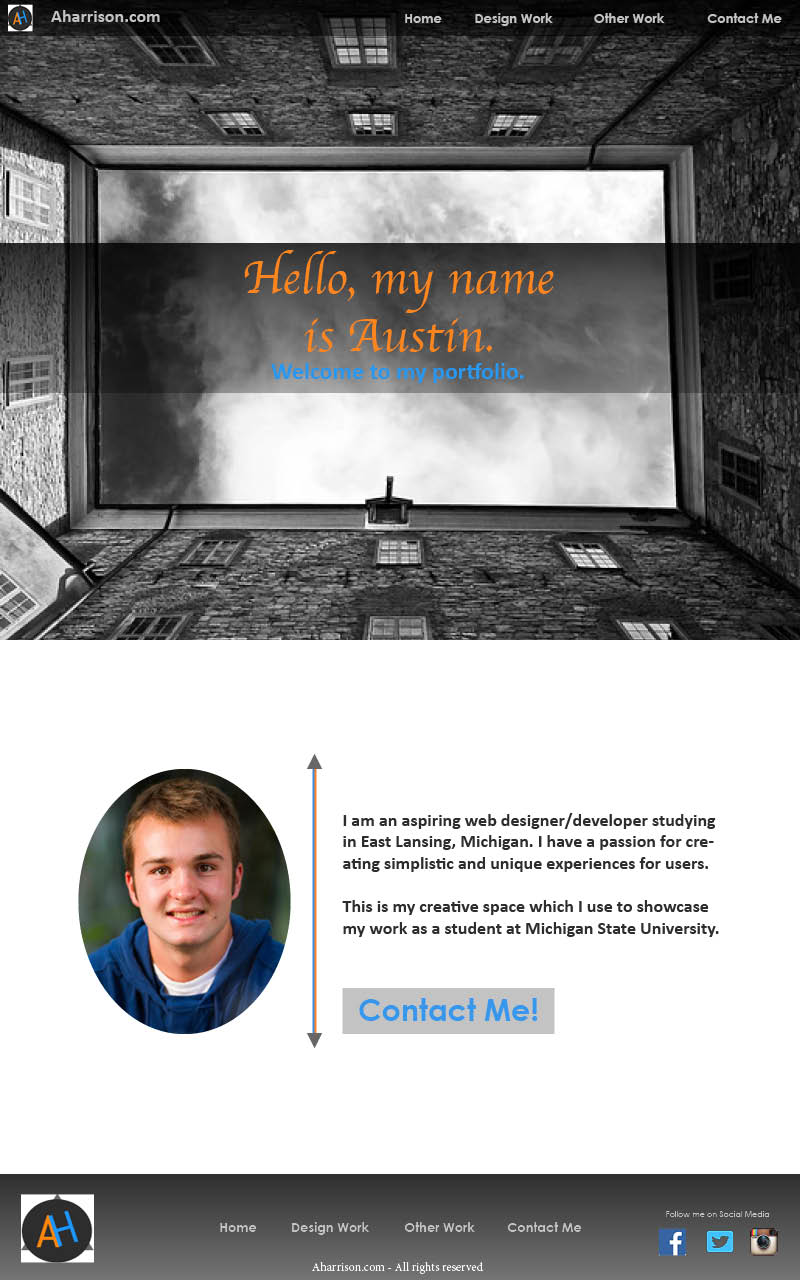 AH Aharrison.com Home Design Work Other Work Contact Me
Hello, my name
is Austin.
Welcome to my portfolio.
I am an aspiring web designer/developer studying
in East Lansing, Michigan. I have a passion for cre-
ating simplistic and unique experiences for users.
This is my creative space which I use to showcase
my work as a student at Michigan State University.
Contact Me!
AH
Home Design Work Other Work Contact Me
Follow me on Social Media
f
Aharrison.com - All rights reserved